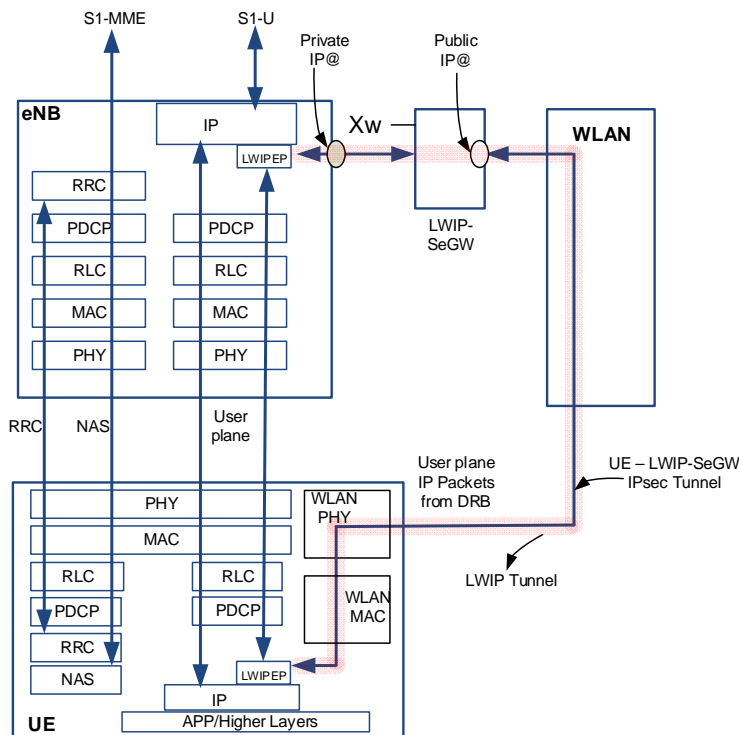 S1-MME
S1-U
Private
IP@
Public
IP@
eNB
IP
Xw
WLAN
LWIPEP
RRC
PDCP
PDCP
LWIP-
SeGW
RLC
RLC
MAC
MAC
PHY
PHY
RRC
NAS
User
plane
User plane
IP Packets
from DRB
UE – LWIP-SeGW
IPsec Tunnel
LWIP Tunnel
PHY
WLAN
PHY
MAC
RLC
RLC
WLAN
MAC
PDCP
PDCP
RRC
NAS
LWIPEP
IP
APP/Higher Layers
UE